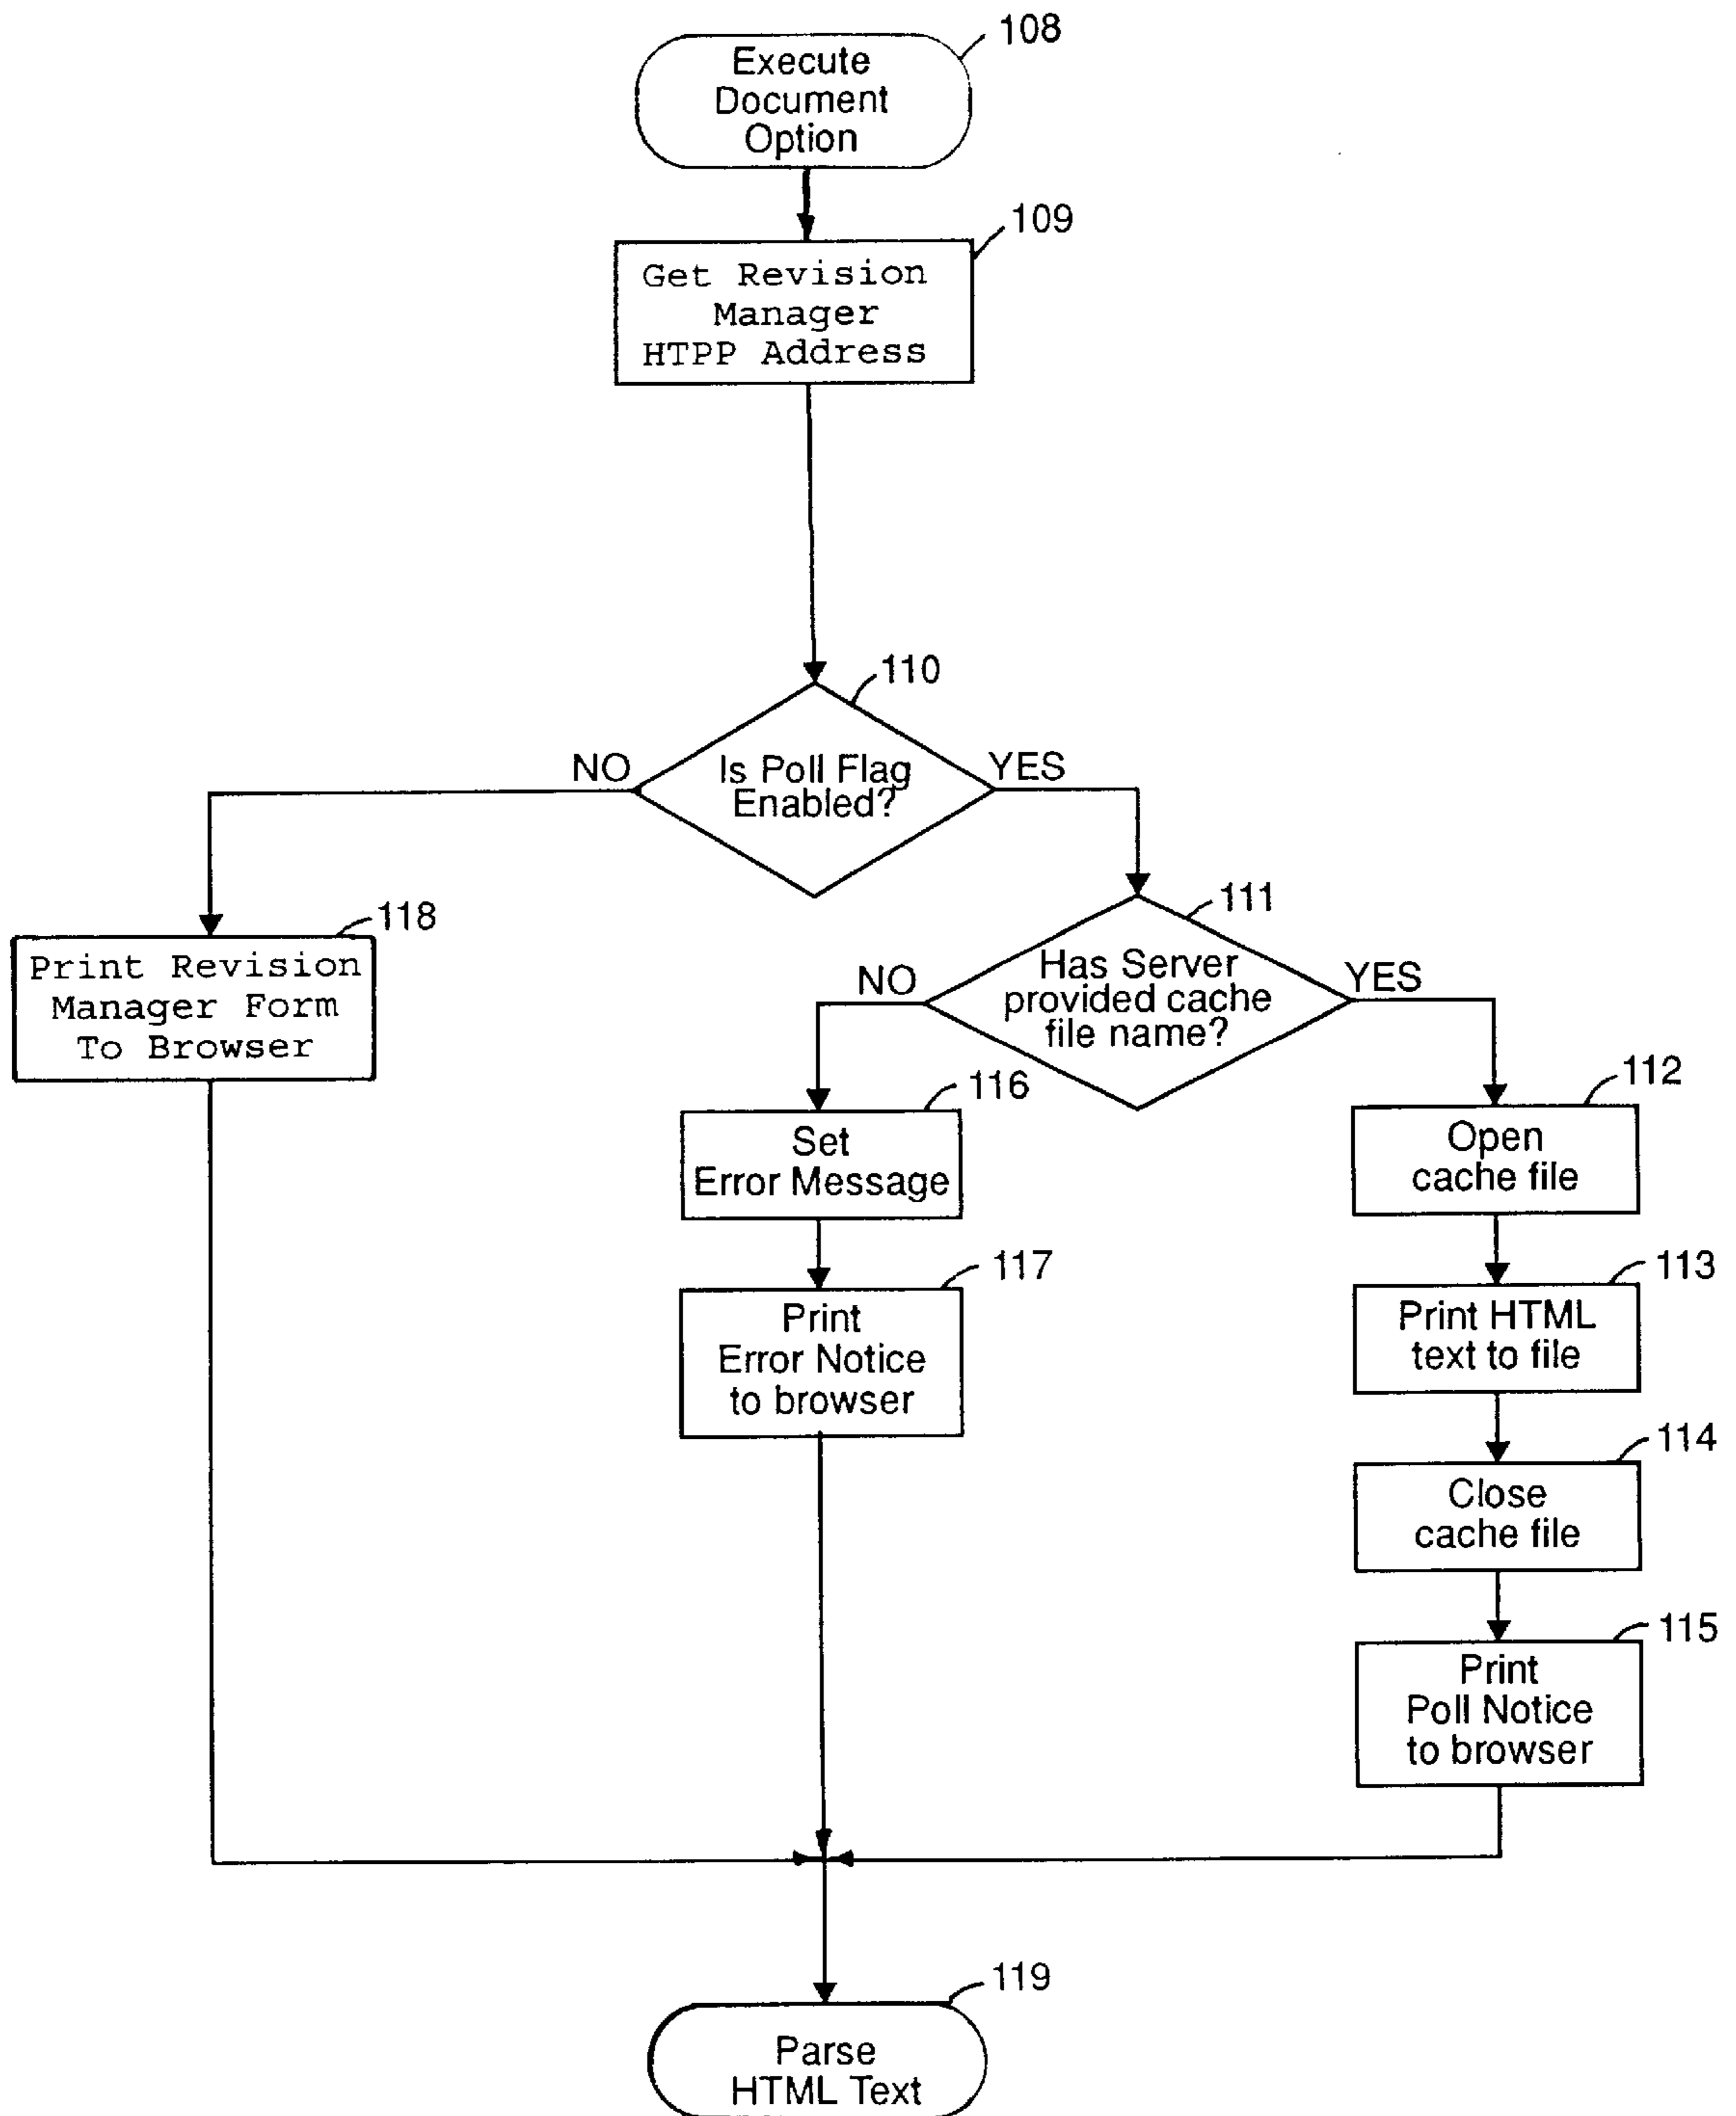 108
Execute
Document
Option
109
Get Revision
Manager
HTPP Address
110
NO
Is Poll Flag
Enabled?
YES
118
Print Revision
Manager Form
To Browser
111
NO
Has Server
provided cache
file name?
YES
116
Set
Error Message
112
Open
cache file
117
Print
Error Notice
to browser
113
Print HTML
text to file
114
Close
cache file
115
Print
Poll Notice
to browser
119
Parse
HTML Text